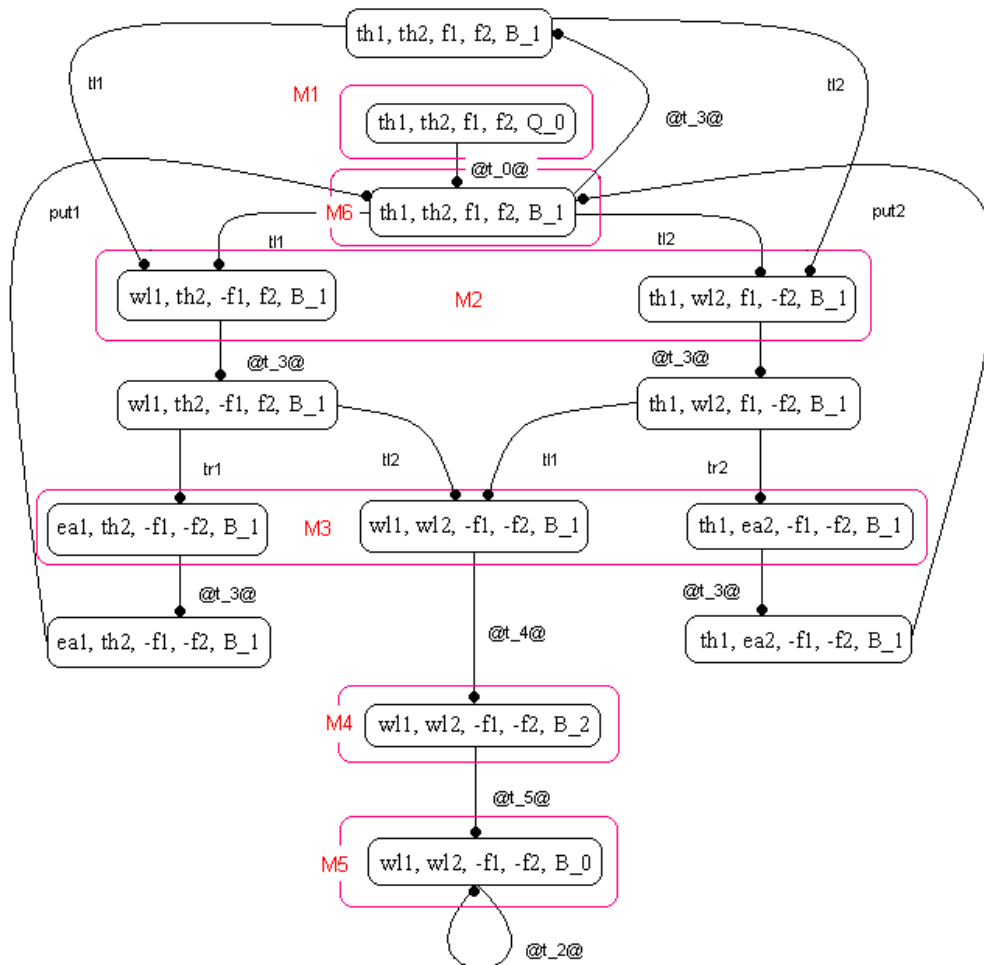 th1, th2, f1, f2, B_1
tl1
tl2
M1
th1, th2, f1, f2, Q_0
@t_3@
@t_0@
put1
M6
th1, th2, f1, f2, B_1
put2
tl1
tl2
wl1, th2, -f1, f2, B_1
M2
th1, wl2, f1, -f2, B_1
@t_3@
@t_3@
wl1, th2, -f1, f2, B_1
th1, wl2, f1, -f2, B_1
tr1
tl2
tl1
tr2
ea1, th2, -f1, -f2, B_1
M3
wl1, wl2, -f1, -f2, B_1
th1, ea2, -f1, -f2, B_1
@t_3@
@t_3@
ea1, th2, -f1, -f2, B_1
@t_4@
th1, ea2, -f1, -f2, B_1
M4
wl1, wl2, -f1, -f2, B_2
@t_5@
M5
wl1, wl2, -f1, -f2, B_0
@t_2@